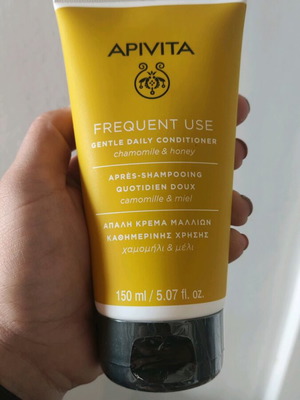 APIVITA
FREQUENT USE
GENTLE DAILY CONDITIONER
chamomile & honey
APRÈS-SHAMPOOING
QUOTIDIEN DOUX
camomille & miel
ΑΠΑΛΗ ΚΡΕΜΑ ΜΑΛΛΙΩΝ
ΚΑΘΗΜΕΡΙΝΗΣ ΧΡΗΣΗΣ
χαμομήλι & μέλι
150 ml / 5.07 fl. oz.